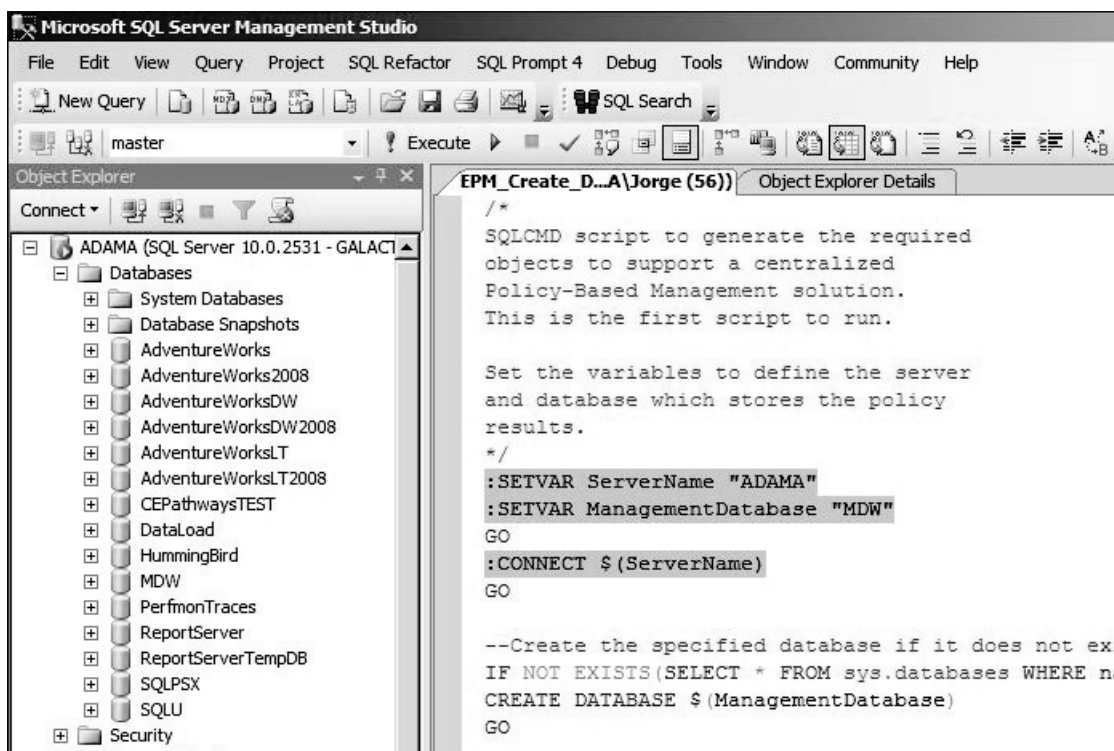 Microsoft SQL Server Management Studio
File Edit View Query Project SQL Refactor SQL Prompt 4 Debug Tools Window Community Help
New Query SQL Search
master Execute
Object Explorer
EPM_Create_D...A\Jorge (56)) Object Explorer Details
Connect
ADAMA (SQL Server 10.0.2531 - GALACT
Databases
System Databases
Database Snapshots
AdventureWorks
AdventureWorks2008
AdventureWorksDW
AdventureWorksDW2008
AdventureWorksLT
AdventureWorksLT2008
CEPathwaysTEST
DataLoad
HummingBird
MDW
PerfmonTraces
ReportServer
ReportServerTempDB
SQLPSX
SQLU
Security
/*
SQLCMD script to generate the required
objects to support a centralized
Policy-Based Management solution.
This is the first script to run.
Set the variables to define the server
and database which stores the policy
results.
*/
:SETVAR ServerName "ADAMA"
:SETVAR ManagementDatabase "MDW"
GO
:CONNECT $(ServerName)
GO
--Create the specified database if it does not ex
IF NOT EXISTS(SELECT * FROM sys.databases WHERE n
CREATE DATABASE $(ManagementDatabase)
GO